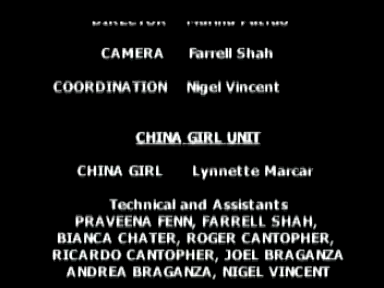 DIRECTOR
CAMERA Farrell Shah
COORDINATION Nigel Vincent
CHINA GIRL UNIT
CHINA GIRL Lynnette Marcar
Technical and Assistants
PRAVEENA FENN, FARRELL SHAH,
BIANCA CHATER, ROGER CANTOPHER,
RICARDO CANTOPHER, JOEL BRAGANZA
ANDREA BRAGANZA, NIGEL VINCENT